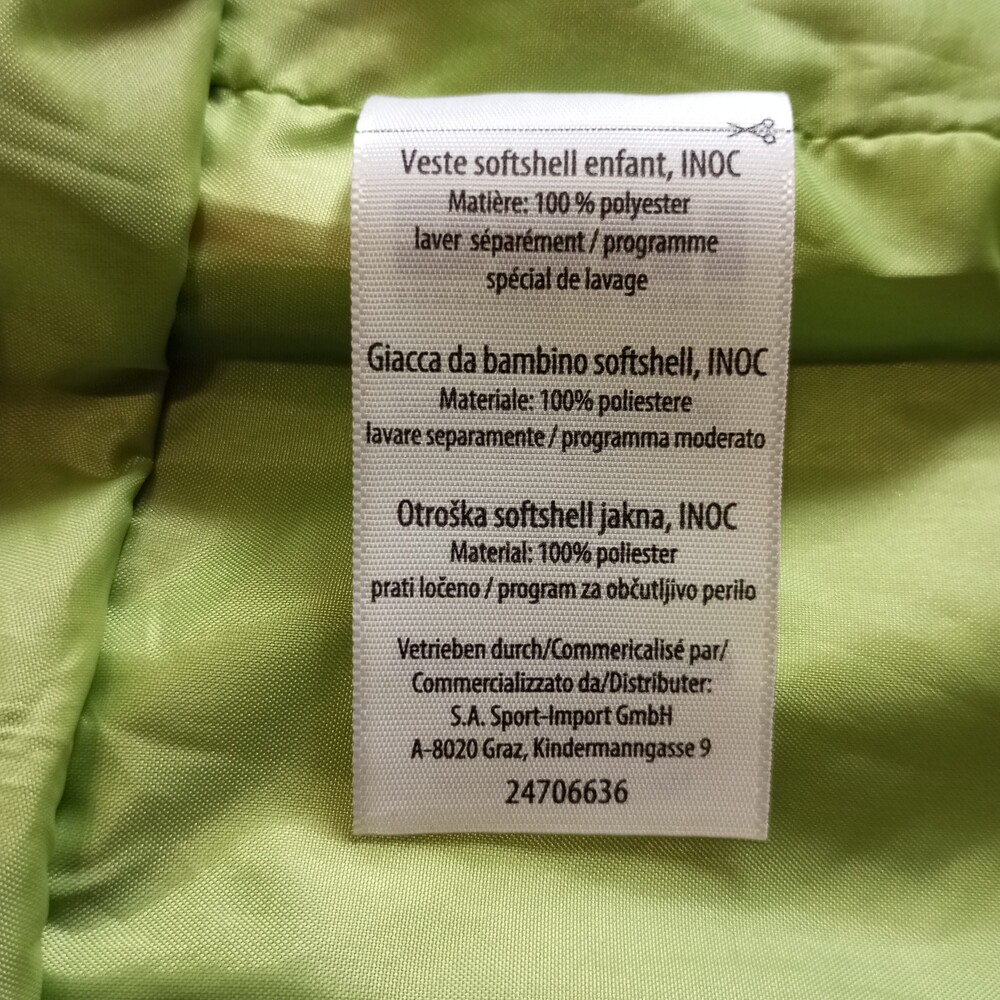 Veste softshell enfant, INOC
Matière: 100 % polyester
laver séparément / programme
spécial de lavage
Giacca da bambino softshell, INOC
Materiale: 100% poliestere
lavare separamente / programma moderato
Otroška softshell jakna, INOC
Material: 100% poliester
prati ločeno / program za občutljivo perilo
Vetrieben durch/Commericalisé par/
Commercializzato da/Distributer:
S.A. Sport-Import GmbH
A-8020 Graz, Kindermanngasse 9
24706636